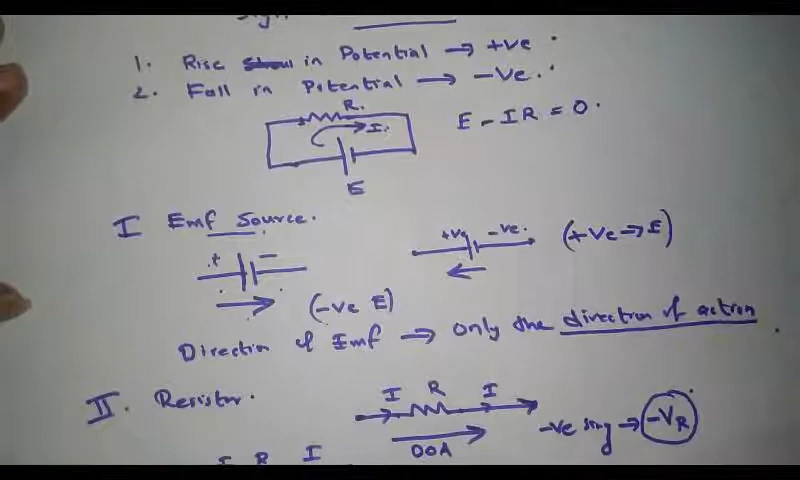 1. Rise in Potential → +ve
2. Fall in Potential → -ve.
R.
I.
E - IR = 0.
E
I Emf Source.
+ -
+ve -ve. (+ve → E)
(-ve E)
Direction of Emf → only the direction of action.
II. Resistor.
I R I
DOA
-ve sing → -VR
I R I